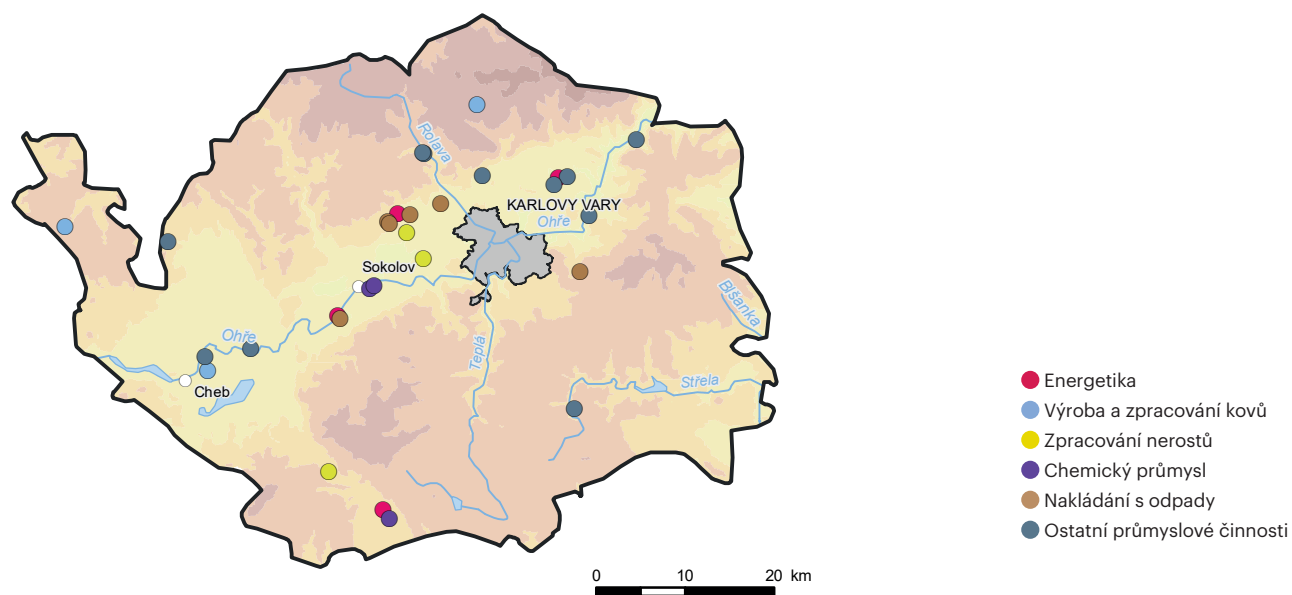 Rolava
KARLOVY VARY
Ohře
Sokolov
Blšanka
Ohře
Teplá
Střela
Cheb
Energetika
Výroba a zpracování kovů
Zpracování nerostů
Chemický průmysl
Nakládání s odpady
Ostatní průmyslové činnosti
0 10 20 km